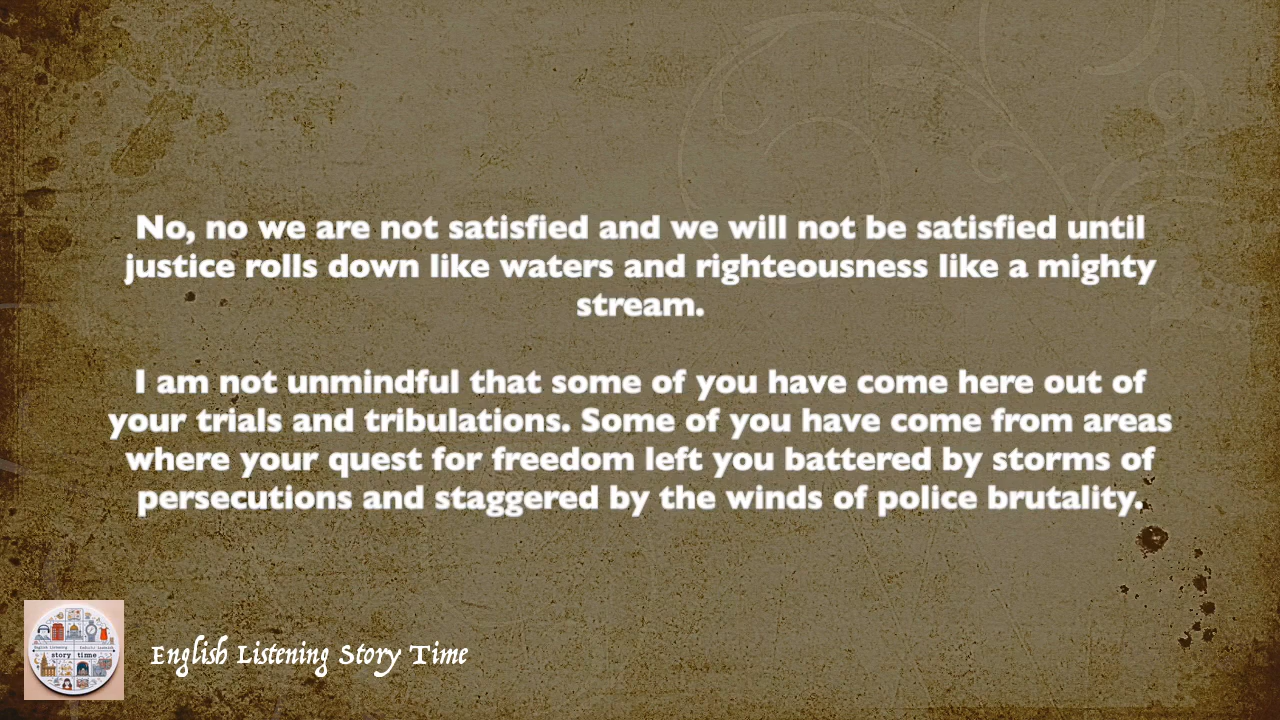 No, no we are not satisfied and we will not be satisfied until
justice rolls down like waters and righteousness like a mighty
stream.
I am not unmindful that some of you have come here out of
your trials and tribulations. Some of you have come from areas
where your quest for freedom left you battered by storms of
persecutions and staggered by the winds of police brutality.
story time
English Listening Story Time